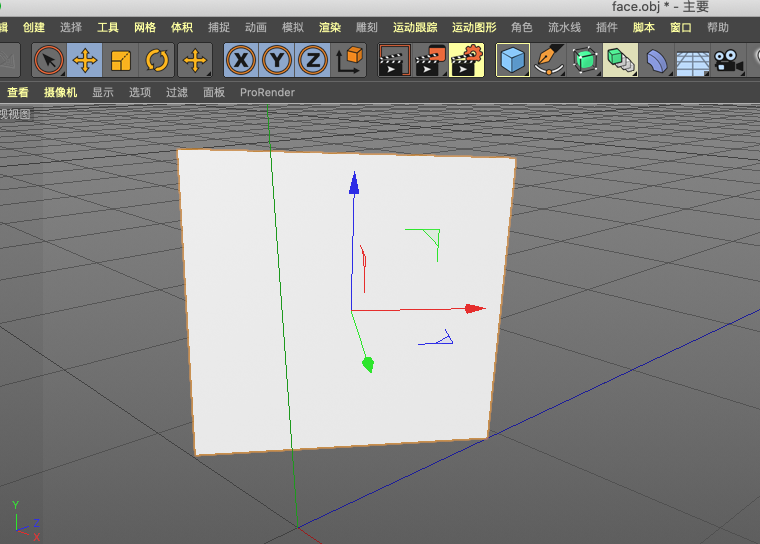 face.obj * - 主要
创建 选择 工具 网格 体积 捕捉 动画 模拟 渲染 雕刻 运动跟踪 运动图形 角色 流水线 插件 脚本 窗口 帮助
X Y Z
查看 摄像机 显示 选项 过滤 面板 ProRender
视视图
Y
Z
X